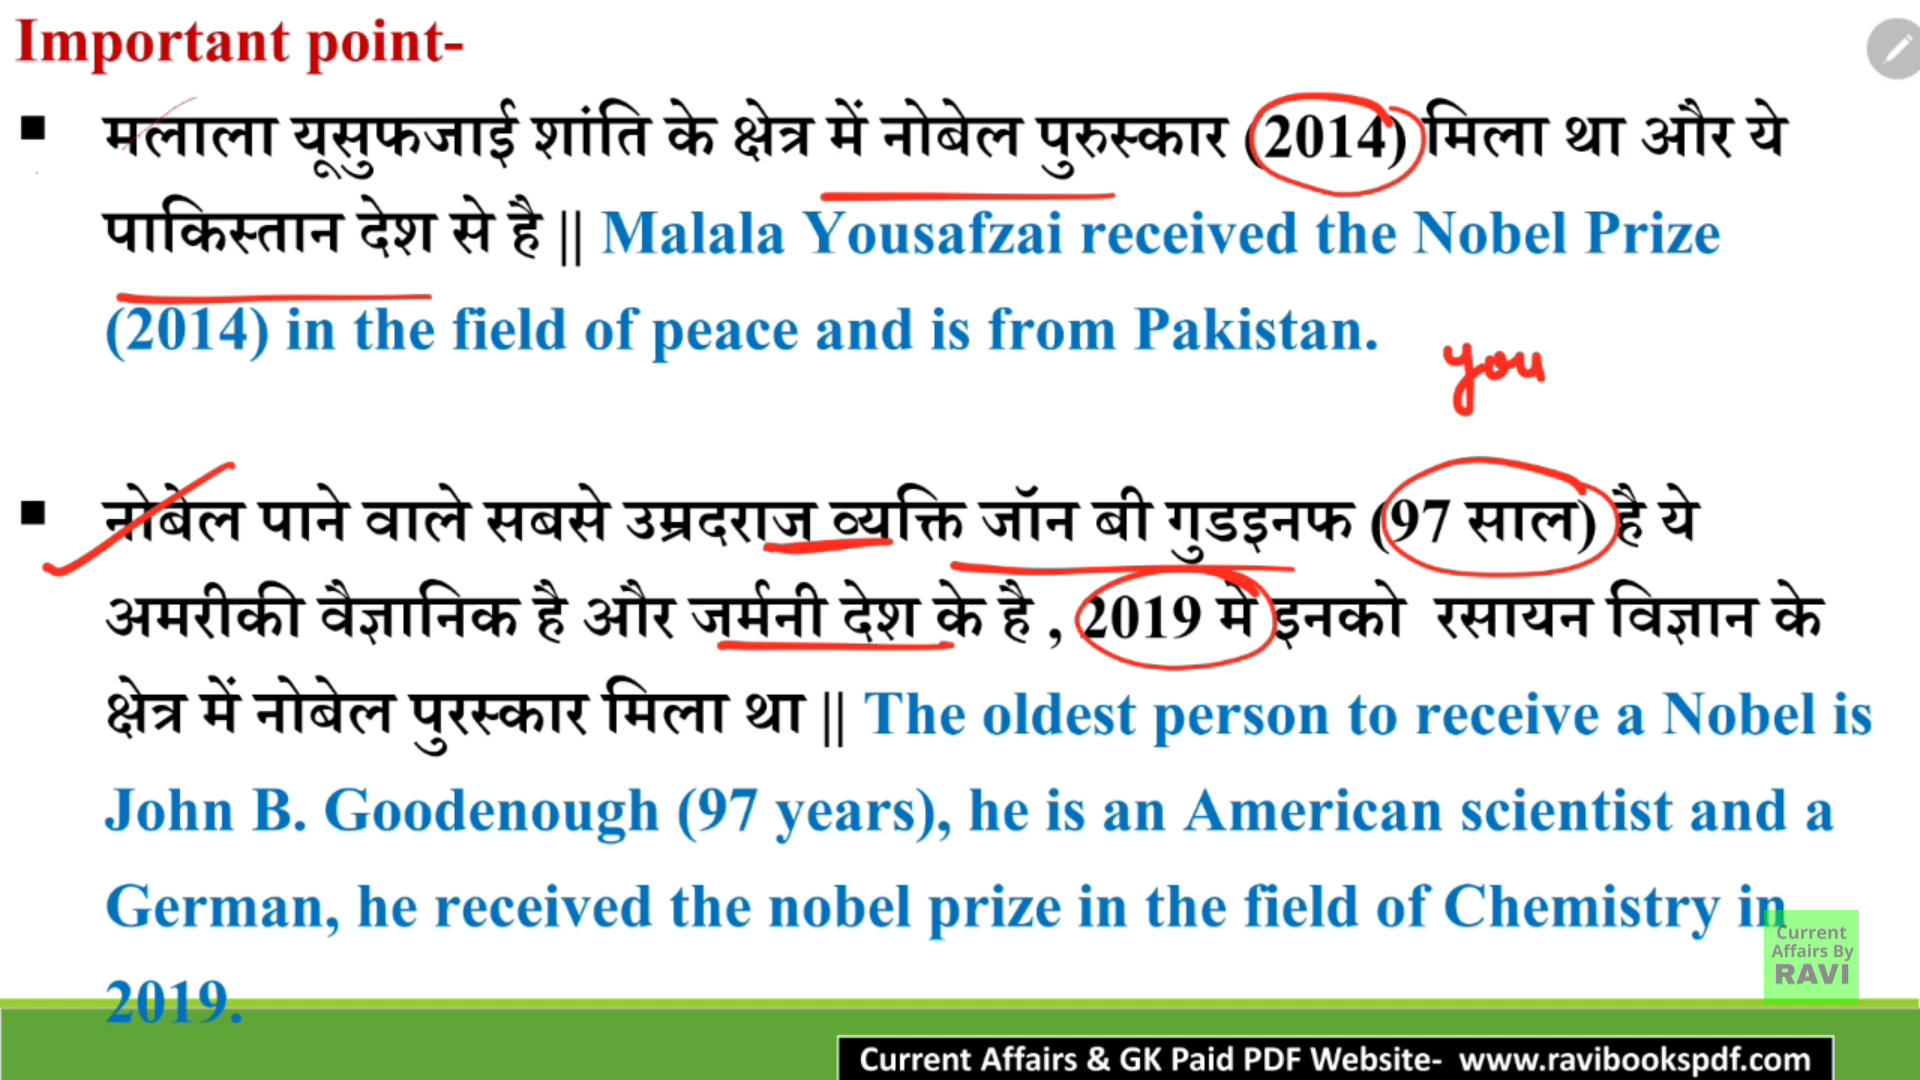 Important point-
▪ मलाला यूसुफजाई शांति के क्षेत्र में नोबेल पुरुस्कार (2014) मिला था और ये
पाकिस्तान देश से है || Malala Yousafzai received the Nobel Prize
(2014) in the field of peace and is from Pakistan.
you
▪ नोबेल पाने वाले सबसे उम्रदराज व्यक्ति जॉन बी गुडइनफ (97 साल) है ये
अमरीकी वैज्ञानिक है और जर्मनी देश के है , 2019 में इनको रसायन विज्ञान के
क्षेत्र में नोबेल पुरस्कार मिला था || The oldest person to receive a Nobel is
John B. Goodenough (97 years), he is an American scientist and a
German, he received the nobel prize in the field of Chemistry in
2019.
Current
Affairs By
RAVI
Current Affairs & GK Paid PDF Website- www.ravibookspdf.com